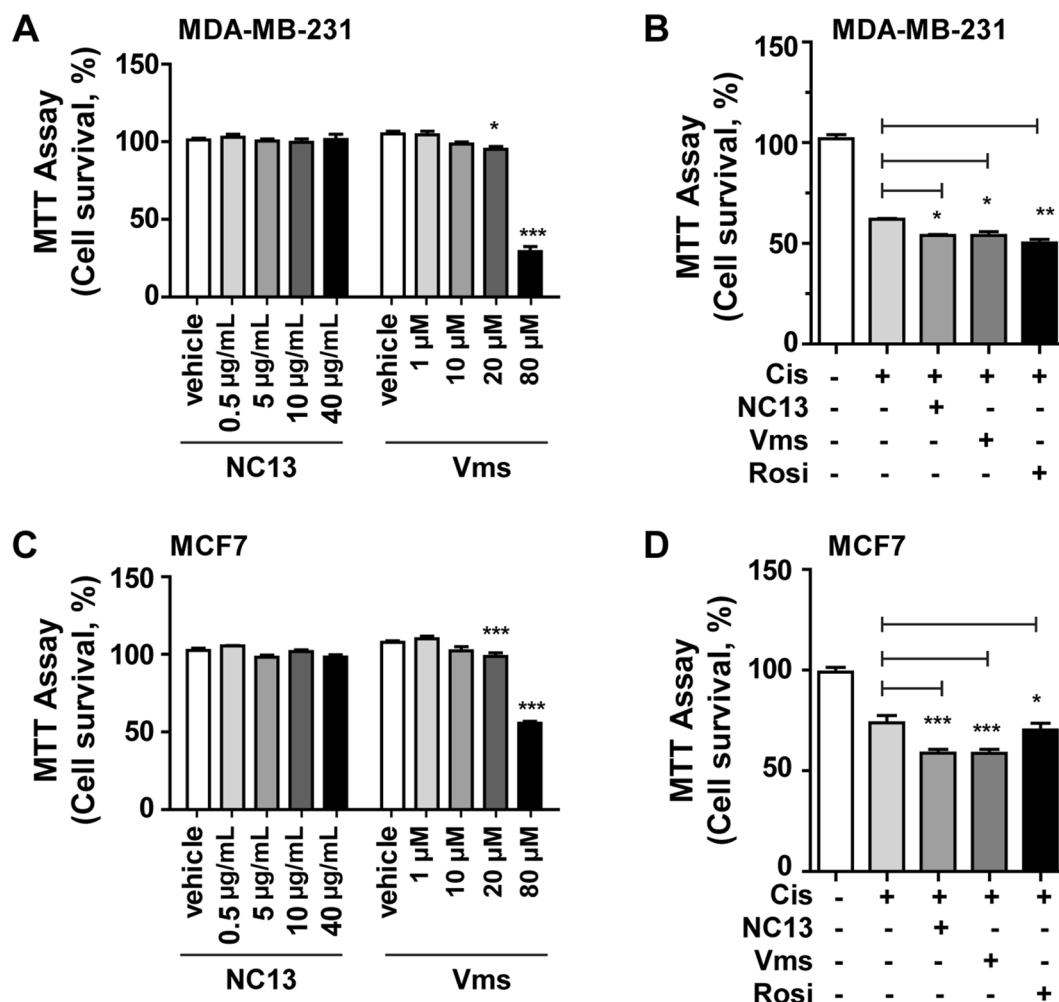 A
MDA-MB-231
MTT Assay
(Cell survival, %)
150
100
50
0
*
***
vehicle
0.5 µg/mL
5 µg/mL
10 µg/mL
40 µg/mL
vehicle
1 µM
10 µM
20 µM
80 µM
NC13
Vms
B
MDA-MB-231
MTT Assay
(Cell survival, %)
150
100
50
0
*
*
**
Cis - + + + +
NC13 - - + - -
Vms - - - + -
Rosi - - - - +
C
MCF7
MTT Assay
(Cell survival, %)
150
100
50
0
***
***
vehicle
0.5 µg/mL
5 µg/mL
10 µg/mL
40 µg/mL
vehicle
1 µM
10 µM
20 µM
80 µM
NC13
Vms
D
MCF7
MTT Assay
(Cell survival, %)
150
100
50
0
***
***
*
Cis - + + + +
NC13 - - + - -
Vms - - - + -
Rosi - - - - +